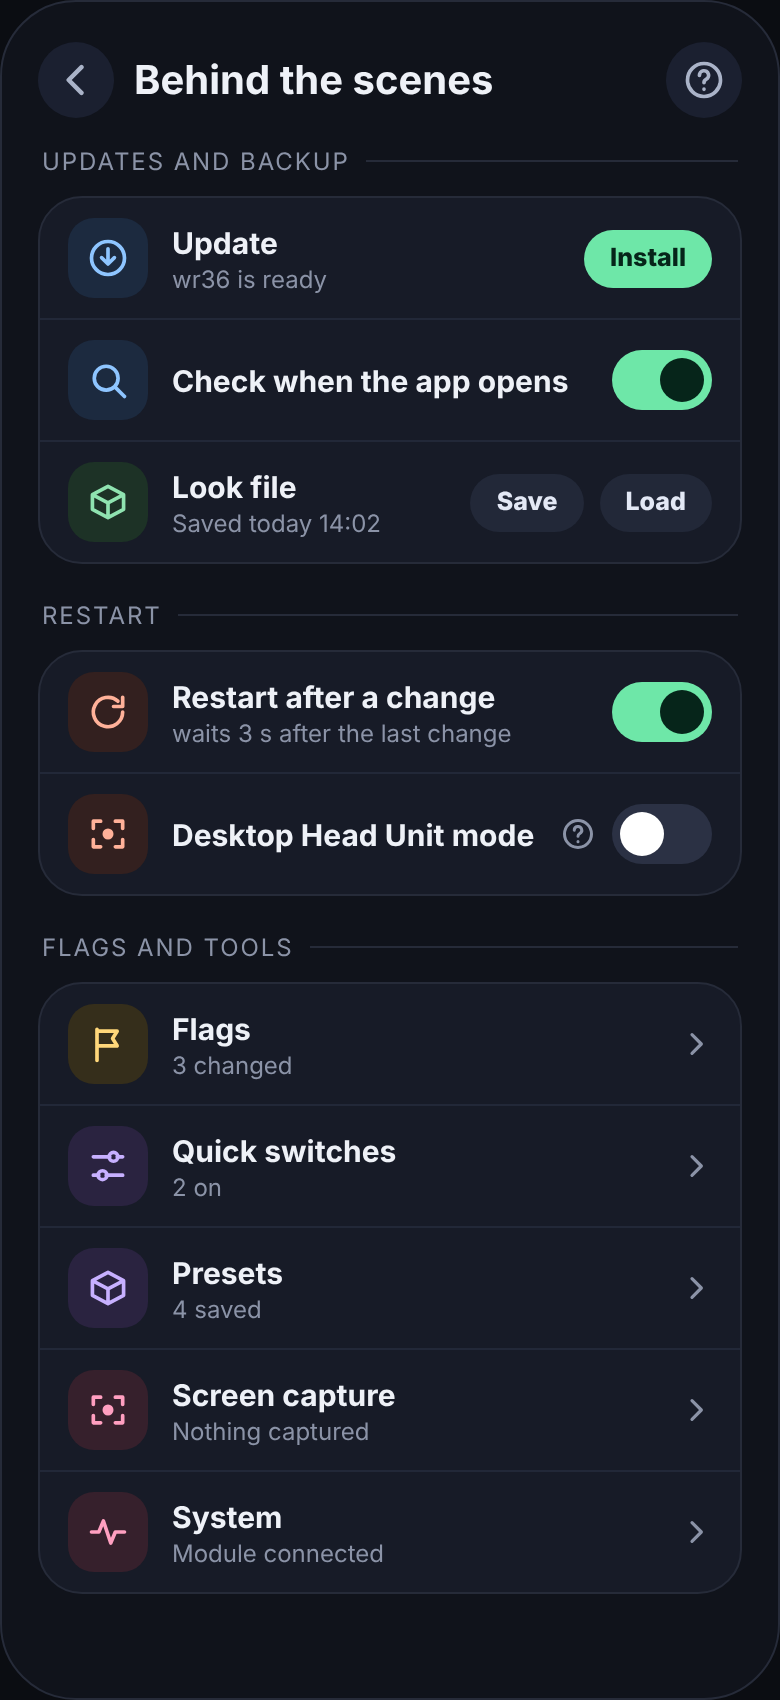 Behind the scenes
UPDATES AND BACKUP
Update
wr36 is ready
Install
Check when the app opens
Look file
Saved today 14:02
Save
Load
RESTART
Restart after a change
waits 3 s after the last change
Desktop Head Unit mode
FLAGS AND TOOLS
Flags
3 changed
Quick switches
2 on
Presets
4 saved
Screen capture
Nothing captured
System
Module connected